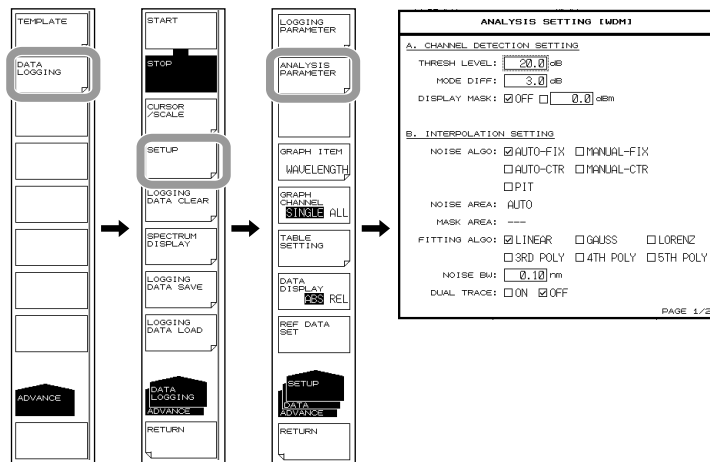 TEMPLATE
DATA
LOGGING
ADVANCE
START
STOP
CURSOR
/SCALE
SETUP
LOGGING
DATA CLEAR
SPECTRUM
DISPLAY
LOGGING
DATA SAVE
LOGGING
DATA LOAD
DATA
LOGGING
ADVANCE
RETURN
LOGGING
PARAMETER
ANALYSIS
PARAMETER
GRAPH ITEM
WAVELENGTH
GRAPH
CHANNEL
SINGLE ALL
TABLE
SETTING
DATA
DISPLAY
ABS REL
REF DATA
SET
SETUP
DATA
ADVANCE
RETURN
ANALYSIS SETTING [WDM]
A. CHANNEL DETECTION SETTING
THRESH LEVEL: 20.0 dB
MODE DIFF: 3.0 dB
DISPLAY MASK: ☑OFF ☐ 0.0 dBm
B. INTERPOLATION SETTING
NOISE ALGO: ☑AUTO-FIX ☐MANUAL-FIX
☐AUTO-CTR ☐MANUAL-CTR
☐PIT
NOISE AREA: AUTO
MASK AREA: ---
FITTING ALGO: ☑LINEAR ☐GAUSS ☐LORENZ
☐3RD POLY ☐4TH POLY ☐5TH POLY
NOISE BW: 0.10 nm
DUAL TRACE: ☐ON ☑OFF
PAGE 1/2